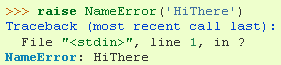 >>> raise NameError('HiThere')
Traceback (most recent call last):
  File "<stdin>", line 1, in ?
NameError: HiThere